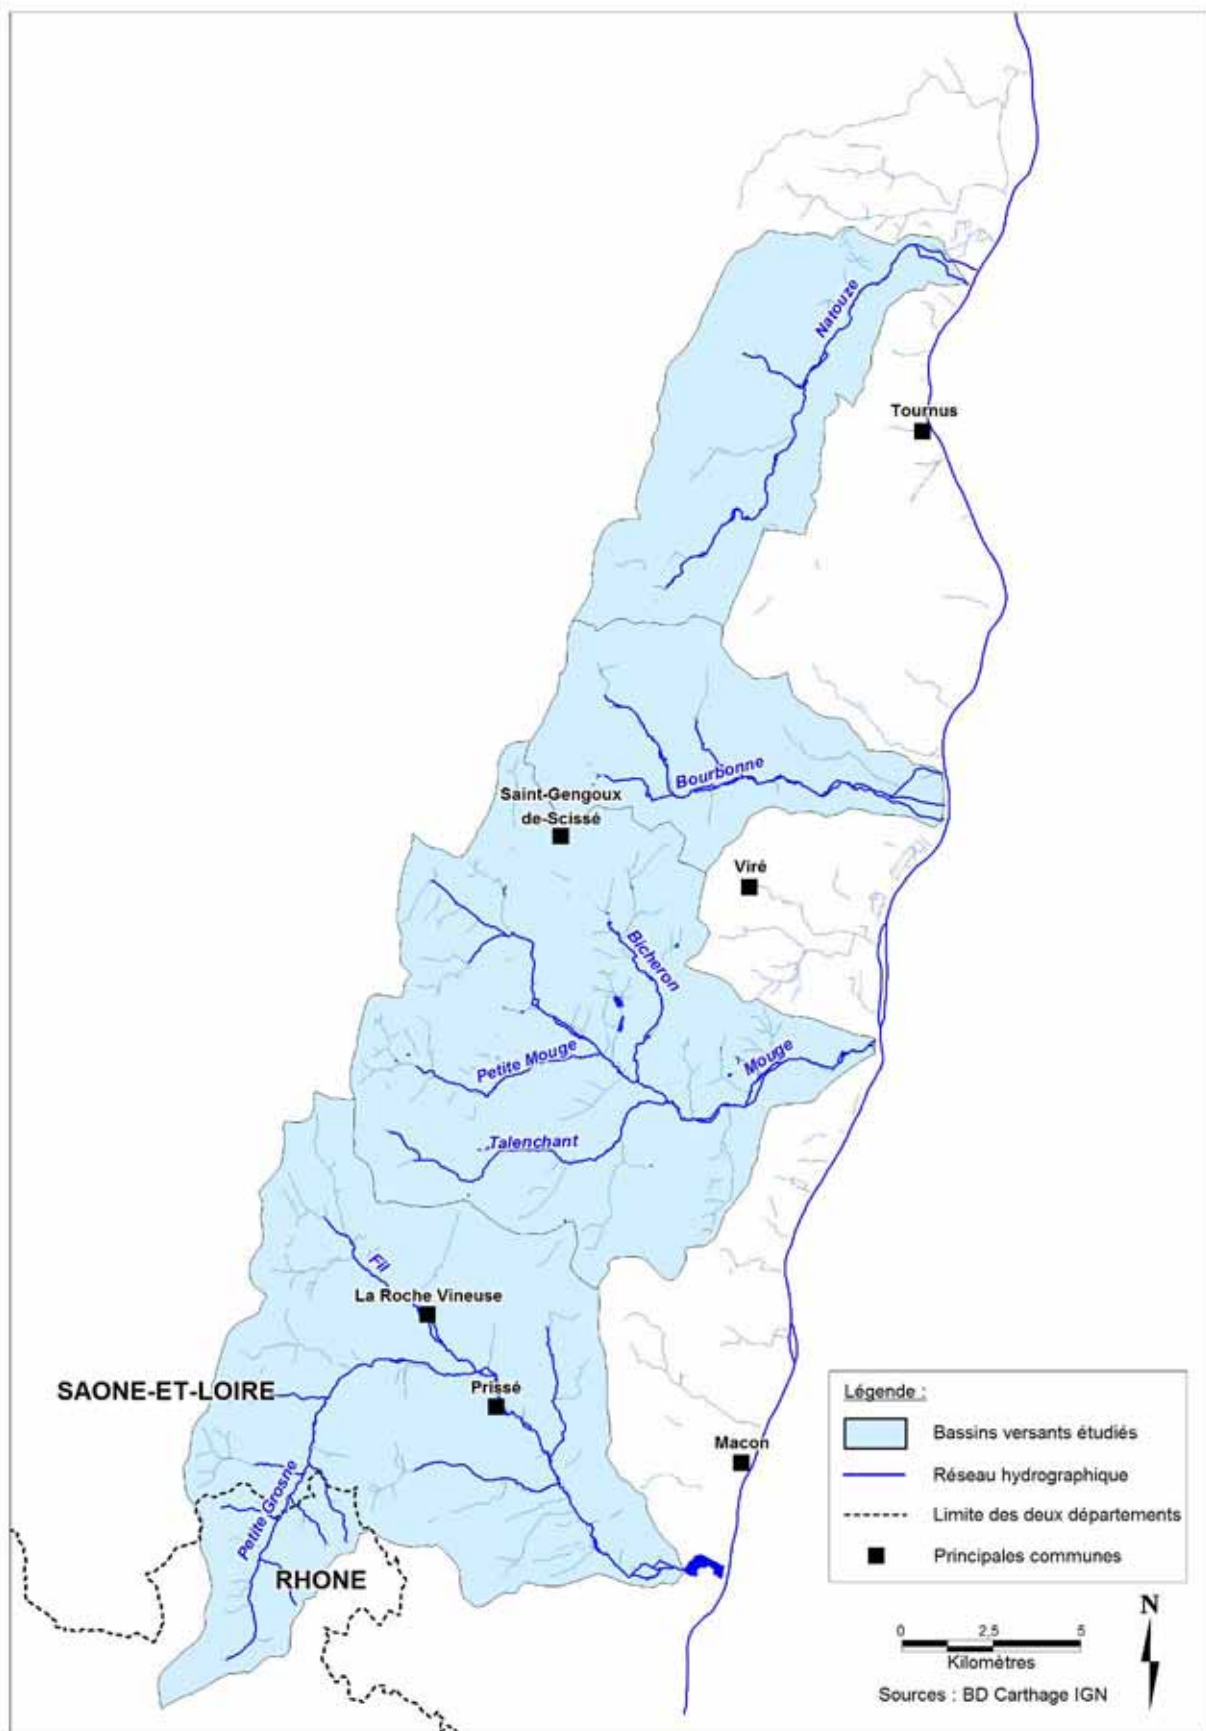 Natouze
Tournus
Bourbonne
Saint-Gengoux
de-Scissé
Viré
Bicheron
Petite Mouge
Mouge
Talenchant
Fil
La Roche Vineuse
SAONE-ET-LOIRE
Prissé
Macon
Petite Grosne
RHONE
Légende :
Bassins versants étudiés
Réseau hydrographique
Limite des deux départements
Principales communes
N
0 2,5 5
Kilomètres
Sources : BD Carthage IGN